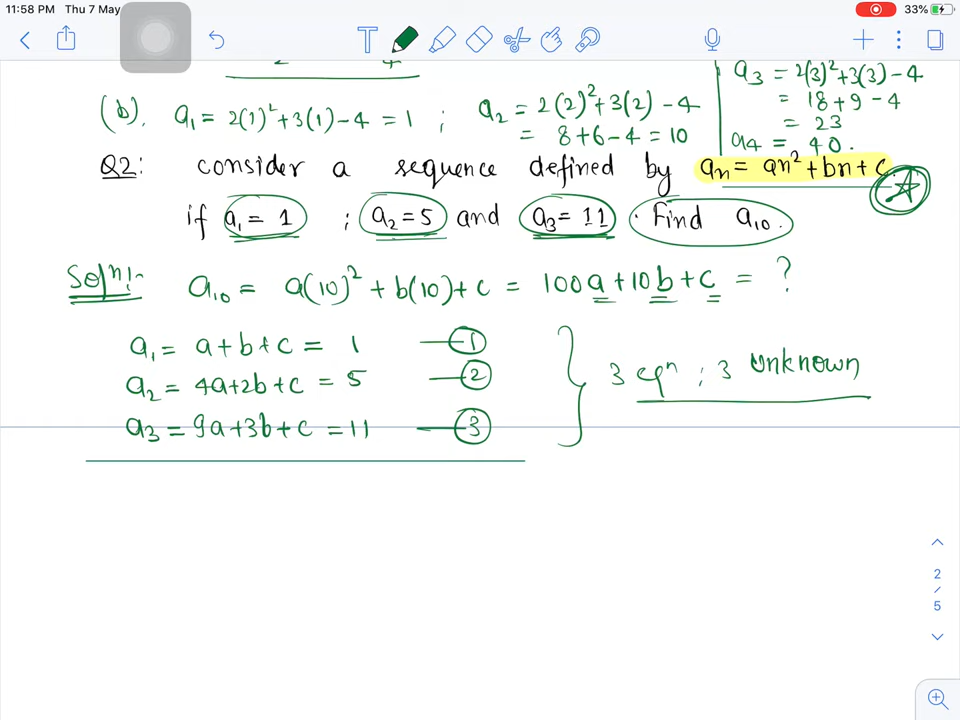 11:58 PM Thu 7 May
33%
T
2 4
(b). a₁ = 2(1)²+3(1)-4 = 1 ; a₂ = 2(2)²+3(2)-4
= 8+6-4 = 10
a₃ = 2(3)²+3(3)-4
= 18+9-4
= 23
a₄ = 40.
Q2: consider a sequence defined by aₙ = an²+bn+c.
if a₁ = 1 ; a₂ = 5 and a₃ = 11 . Find a₁₀.
Solⁿ:- a₁₀ = a(10)² + b(10) + c = 100a+10b+c = ?
a₁ = a+b+c = 1 —①
a₂ = 4a+2b+c = 5 —②
a₃ = 9a+3b+c = 11 —③
3 eqⁿ ; 3 unknown
2
/
5